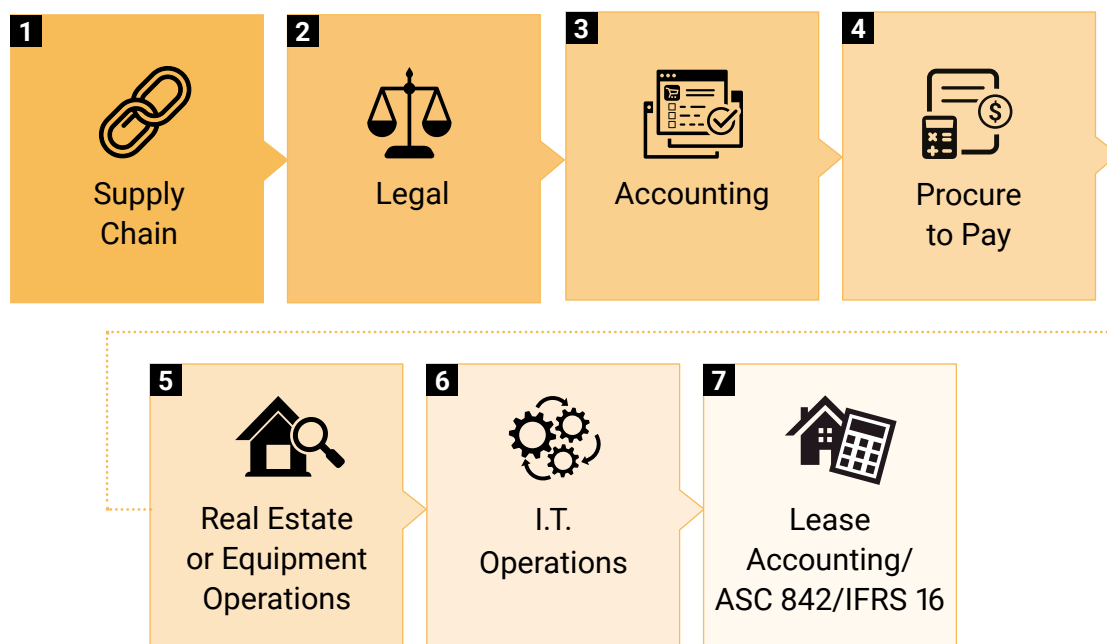 1
Supply
Chain
2
Legal
3
Accounting
4
$
Procure
to Pay
5
Real Estate
or Equipment
Operations
6
I.T.
Operations
7
Lease
Accounting/
ASC 842/IFRS 16